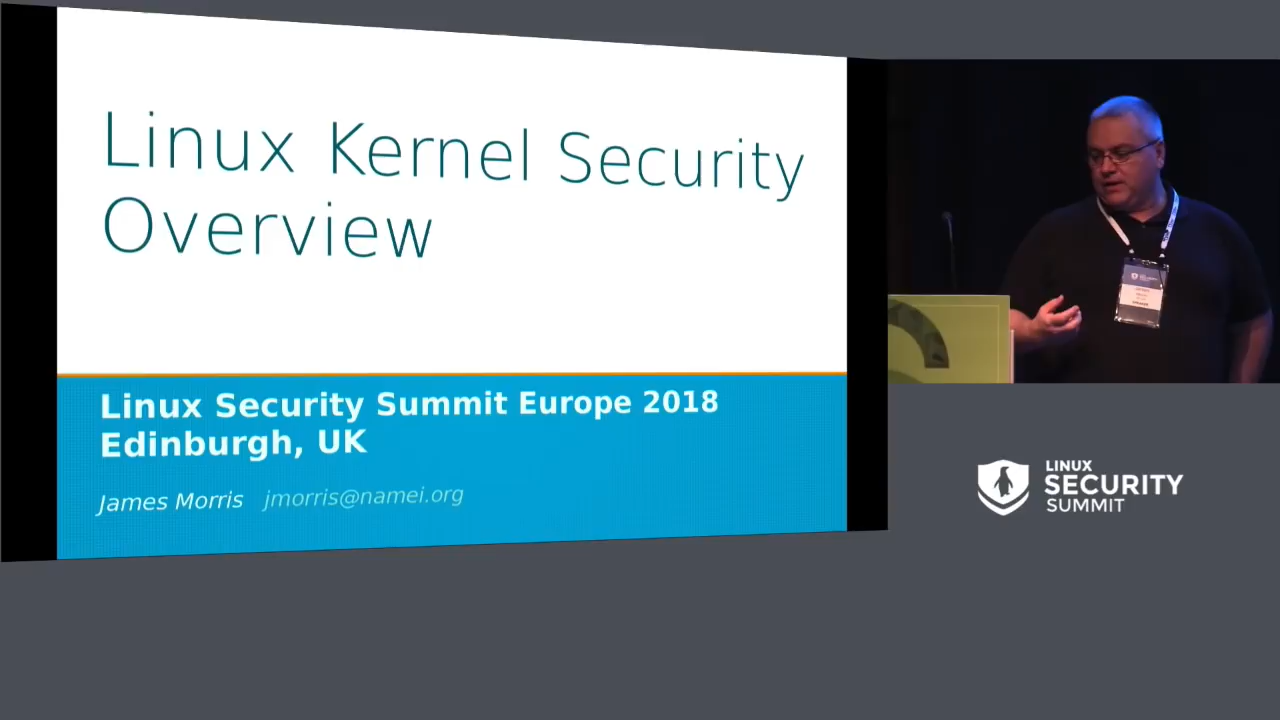 Linux Kernel Security
Overview
Linux Security Summit Europe 2018
Edinburgh, UK
James Morris jmorris@namei.org
LINUX
SECURITY
SUMMIT